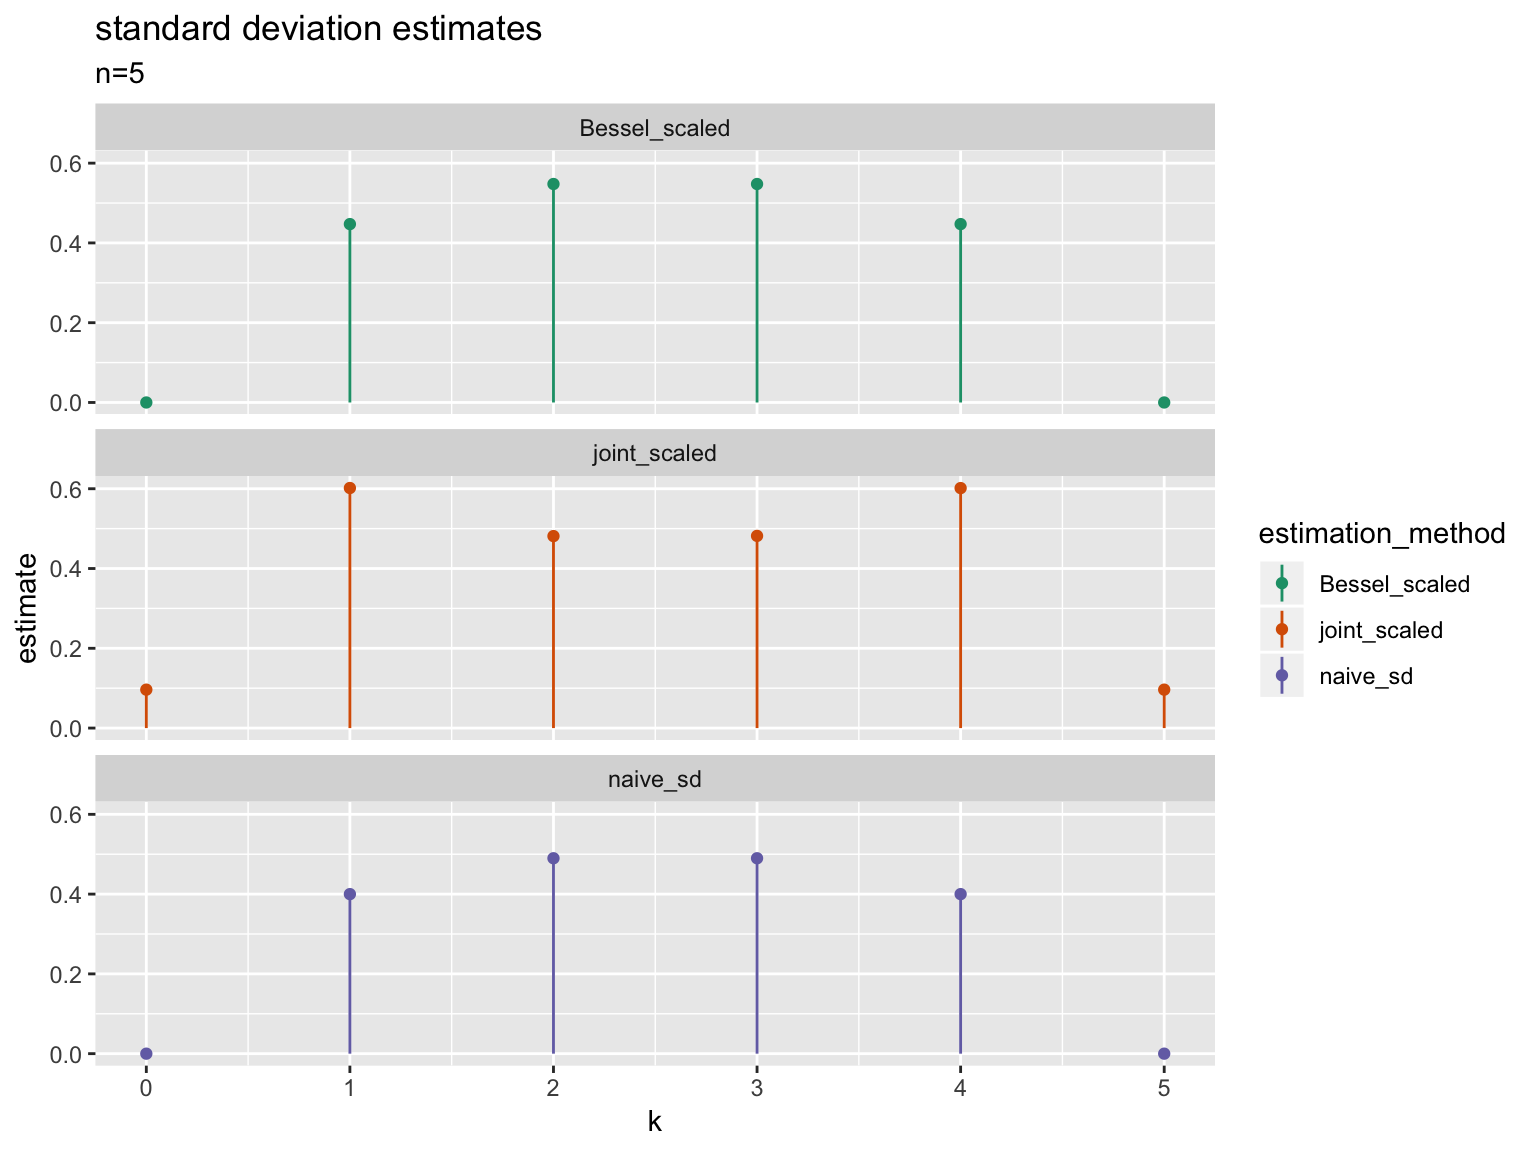 standard deviation estimates
n=5
Bessel_scaled
0.6
0.4
0.2
0.0
joint_scaled
0.6
0.4
0.2
0.0
naive_sd
0.6
0.4
0.2
0.0
0 1 2 3 4 5
k
estimate
estimation_method
Bessel_scaled
joint_scaled
naive_sd